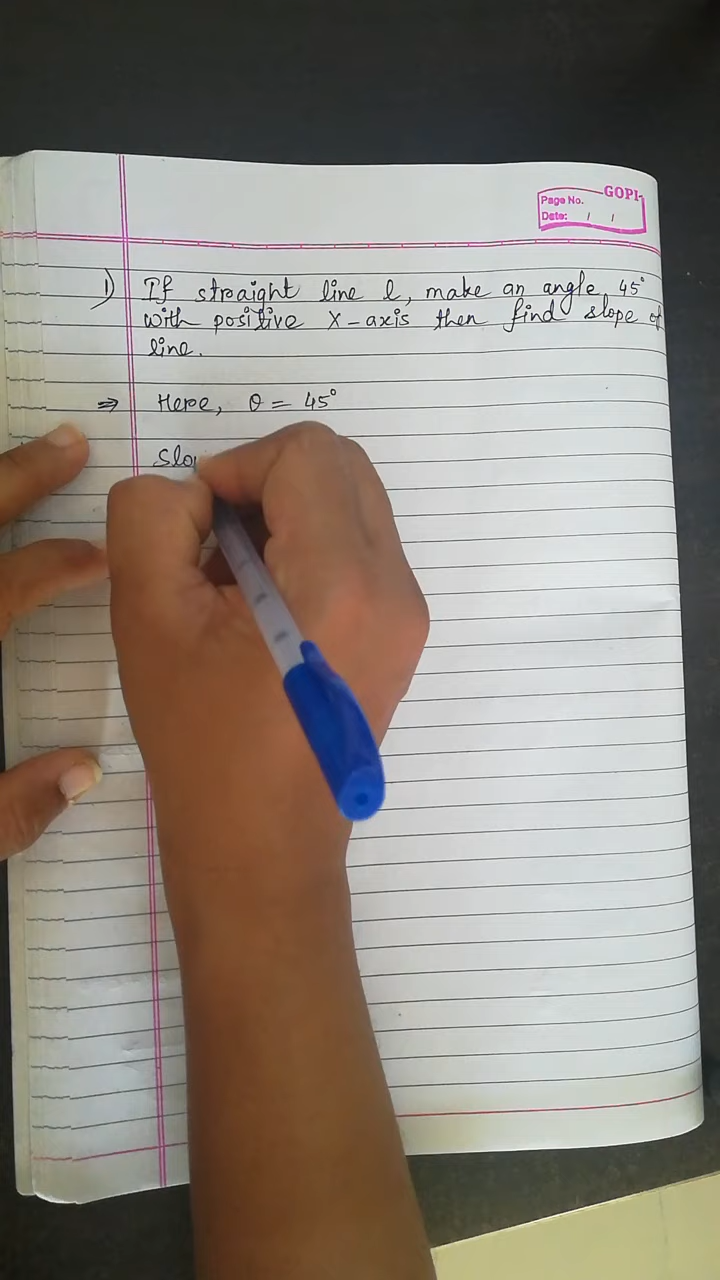 GOPI
Page No.
Date: / /
1) If straight line l, make an angle 45°
with positive X-axis then find slope of
line.
⇒ Here, θ = 45°
Slop